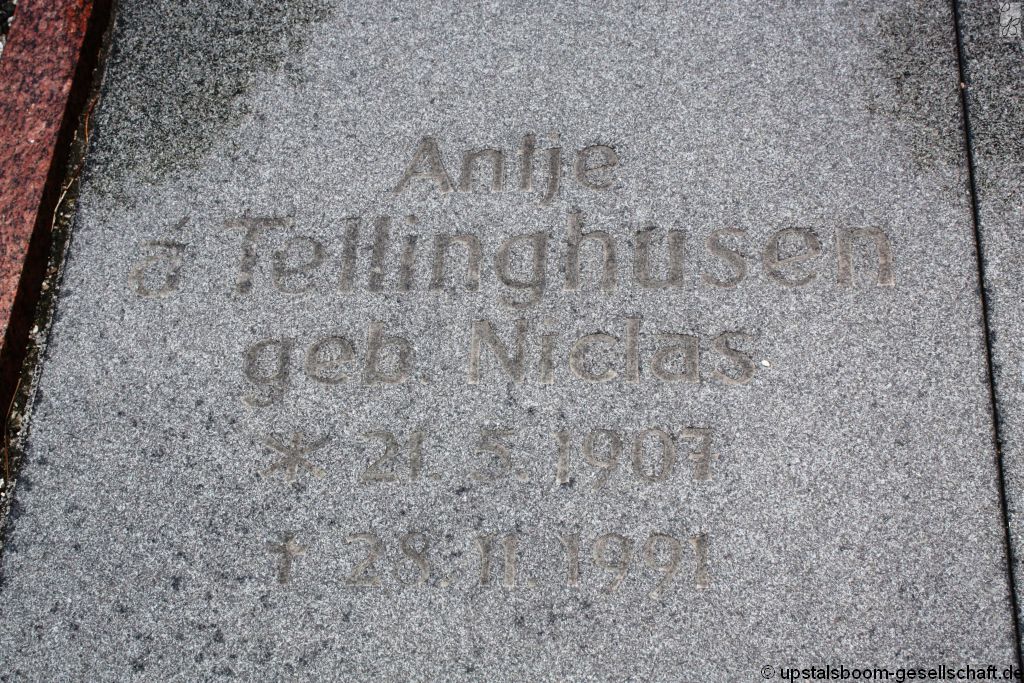 Antje
á Tellinghusen
geb. Niclas
* 21. 5. 1907
† 28. 11. 1991
© upstalsboom-gesellschaft.de